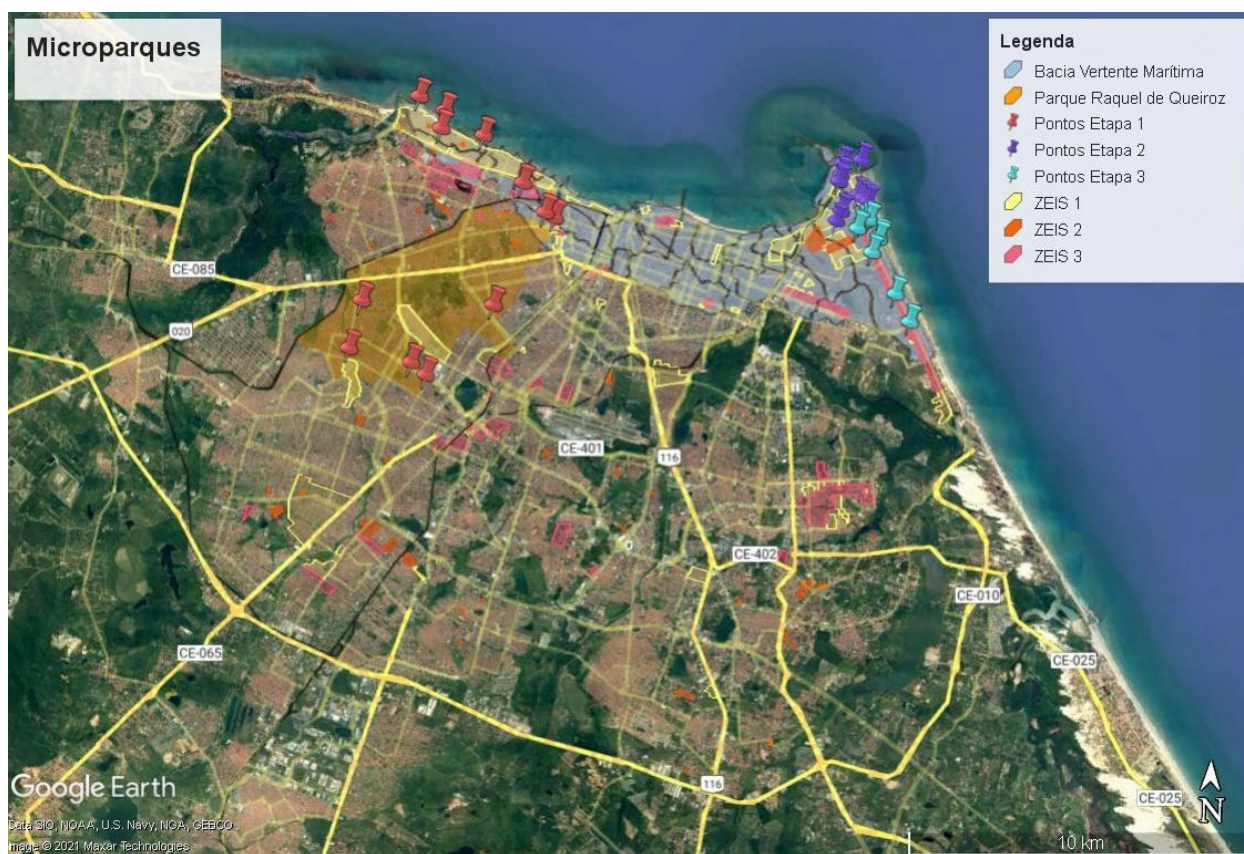 Microparques
Legenda
Bacia Vertente Marítima
Parque Raquel de Queiroz
Pontos Etapa 1
Pontos Etapa 2
Pontos Etapa 3
ZEIS 1
ZEIS 2
ZEIS 3
CE-085
020
CE-401
116
CE-402
CE-010
CE-065
CE-025
116
CE-025
Google Earth
Data SIO, NOAA, U.S. Navy, NGA, GEBCO
Image © 2021 Maxar Technologies
N
10 km